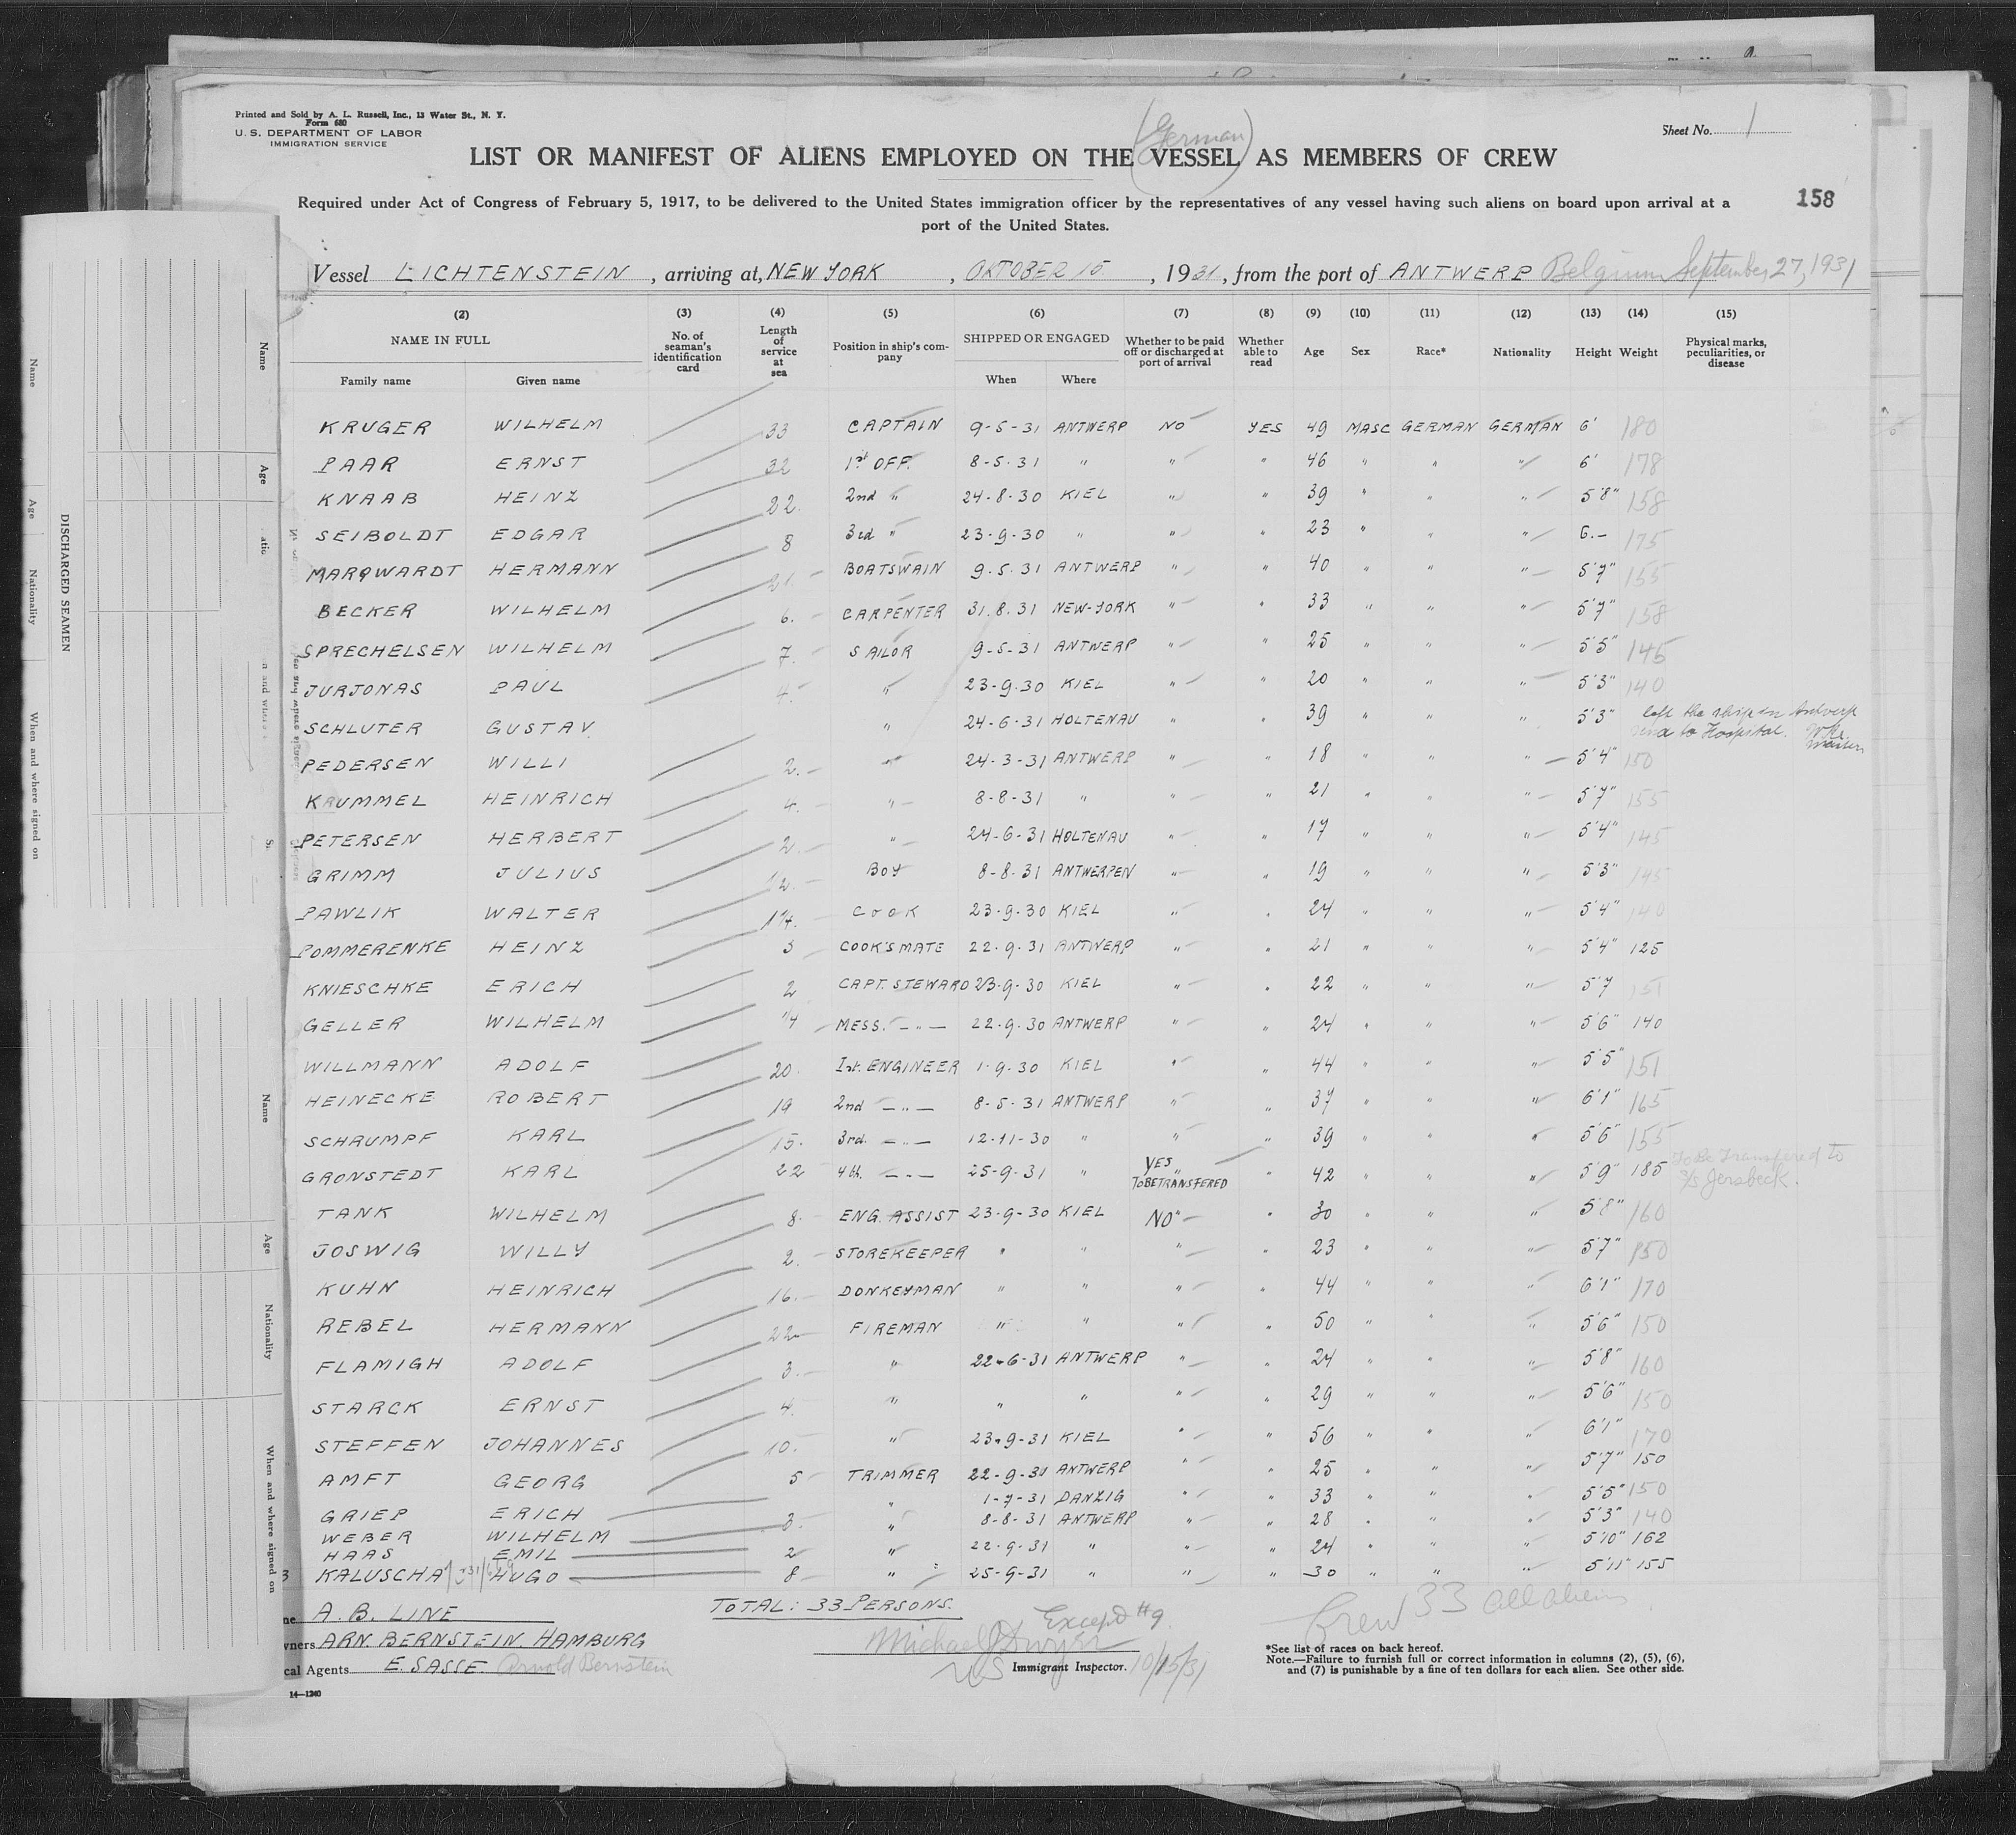 Printed and Sold by A. L. Russell, Inc., 13 Water St., N. Y.
Form 680
U. S. DEPARTMENT OF LABOR
IMMIGRATION SERVICE
Sheet No. 1
(German)
LIST OR MANIFEST OF ALIENS EMPLOYED ON THE VESSEL AS MEMBERS OF CREW
158
Required under Act of Congress of February 5, 1917, to be delivered to the United States immigration officer by the representatives of any vessel having such aliens on board upon arrival at a
port of the United States.
Vessel LICHTENSTEIN, arriving at, NEW YORK, OKTOBER 15, 1931, from the port of ANTWERP Belgium September 27, 1931
(2) (3) (4) (5) (6) (7) (8) (9) (10) (11) (12) (13) (14) (15)
NAME IN FULL No. of seaman's identification card Length of service at sea Position in ship's company SHIPPED OR ENGAGED Whether to be paid off or discharged at port of arrival Whether able to read Age Sex Race* Nationality Height Weight Physical marks, peculiarities, or disease
Family name Given name When Where
KRUGER WILHELM 33 CAPTAIN 9-5-31 ANTWERP NO YES 49 MASC GERMAN GERMAN 6' 180
PAAR ERNST 32 1st OFF. 8-5-31 " " " 46 " " " 6' 178
KNAAB HEINZ 22 2nd " 24-8-30 KIEL " " 39 " " " 5'8" 158
SEIBOLDT EDGAR 8 3rd " 23-9-30 " " " 23 " " " 6.- 175
MARQWARDT HERMANN 21 BOATSWAIN 9.5.31 ANTWERP " " 40 " " " 5'7" 155
BECKER WILHELM 6. CARPENTER 31.8.31 NEW-YORK " " 33 " " " 5'7" 158
SPRECHELSEN WILHELM 7. SAILOR 9-5-31 ANTWERP " " 25 " " " 5'5" 145
JURJONAS PAUL 4 " 23-9.30 KIEL " " 20 " " " 5'3" 140
SCHLUTER GUSTAV. " 24-6-31 HOLTENAU " " 39 " " " 5'3" left the ship in Antwerp
to Hospital.
PEDERSEN WILLI 2. " 24-3-31 ANTWERP " " 18 " " " 5'4" 150
KRUMMEL HEINRICH 4. " 8-8-31 " " " 21 " " " 5'7" 155
PETERSEN HERBERT 2. " 24-6-31 HOLTENAU " " 17 " " " 5'4" 145
GRIMM JULIUS 1/2 BOY 8-8-31 ANTWERPEN " " 19 " " " 5'3" 145
PAWLIK WALTER COOK 23-9-30 KIEL " " 24 " " " 5'4" 140
POMMERENKE HEINZ 3 COOK'S MATE 22-9-31 ANTWERP " " 21 " " " 5'4" 125
KNIESCHKE ERICH 2 CAPT. STEWARD 23-9-30 KIEL " " 22 " " " 5'7 151
GELLER WILHELM 1/4 MESS. -"- 22-9-30 ANTWERP " " 24 " " " 5'6" 140
WILLMANN ADOLF 20. 1st. ENGINEER 1-9-30 KIEL " " 44 " " " 5'5" 151
HEINECKE ROBERT 19 2nd -"- 8-5-31 ANTWERP " " 37 " " " 6'1" 165
SCHRUMPF KARL 15. 3rd. -"- 12-11-30 " " " 39 " " " 5'6" 155
GRONSTEDT KARL 22 4th. -"- 25-9-31 " YES TO BE TRANSFERED " 42 " " " 5'9" 185 To be transfered to
S/S Jersbeck.
TANK WILHELM 8. ENG. ASSIST 23-9-30 KIEL NO " 30 " " " 5'8" 160
JOSWIG WILLY 2. STOREKEEPER " " " " 23 " " " 5'7" 150
KUHN HEINRICH 16. DONKEYMAN " " " " 44 " " " 6'1" 170
REBEL HERMANN 22 FIREMAN " " " " 50 " " " 5'6" 150
FLAMIGH ADOLF 3. " 22-6-31 ANTWERP " " 24 " " " 5'8" 160
STARCK ERNST 4. " " " " " 29 " " " 5'6" 150
STEFFEN JOHANNES 10. " 23-9-31 KIEL " " 56 " " " 6'1" 170
AMFT GEORG 5 TRIMMER 22-9-31 ANTWERP " " 25 " " " 5'7" 150
GRIEP ERICH " 1-7-31 DANZIG " " 33 " " " 5'5" 150
WEBER WILHELM 3. " 8-8-31 ANTWERP " " 28 " " " 5'3" 140
HAAS EMIL 2 " 22-9-31 " " " 24 " " " 5'10" 162
KALUSCHA HUGO 8 " 25-9-31 " " " 30 " " " 5'11" 155
A. B. LINE
TOTAL: 33 PERSONS.
Except #9
Crew 33 all aliens.
ners ARN. BERNSTEIN. HAMBURG
Michael J Dwyer
cal Agents E. SASSE Arnold Bernstein
US Immigrant Inspector. 10/15/31
*See list of races on back hereof.
Note.—Failure to furnish full or correct information in columns (2), (5), (6),
and (7) is punishable by a fine of ten dollars for each alien. See other side.
14—1240
DISCHARGED SEAMEN
Name
Age
Nationality
When and where signed on
Name
Age
Name
Age
Nationality
When and where signed on